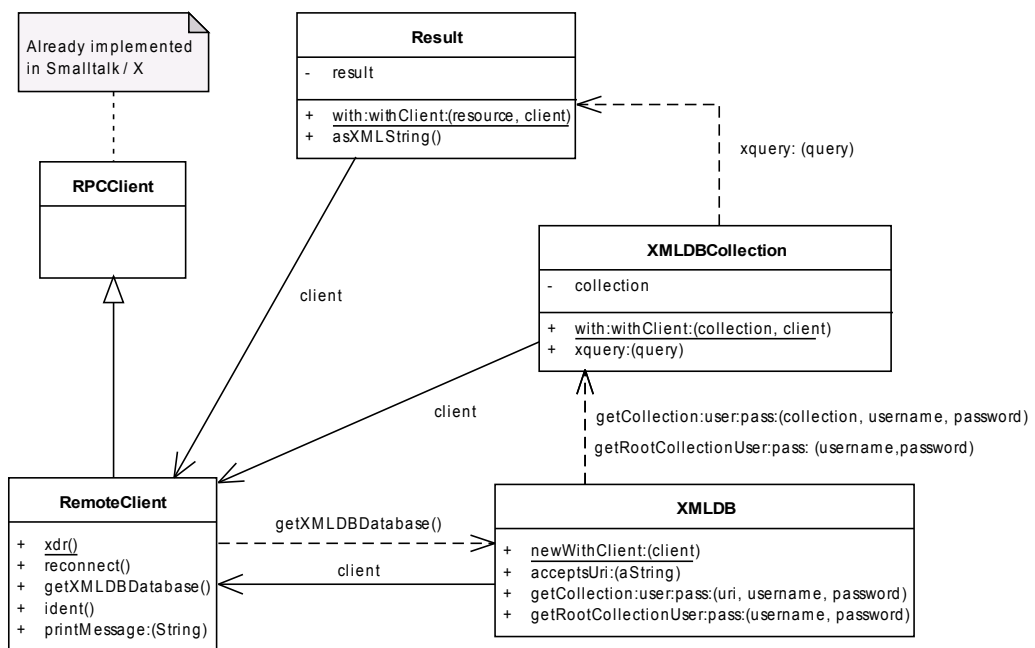 Already implemented
in Smalltalk / X
RPCClient
Result
- result
+ with:withClient:(resource, client)
+ asXMLString()
xquery: (query)
XMLDBCollection
- collection
+ with:withClient:(collection, client)
+ xquery:(query)
client
client
getCollection:user:pass:(collection, username, password)
getRootCollectionUser:pass: (username,password)
RemoteClient
+ xdr()
+ reconnect()
+ getXMLDBDatabase()
+ ident()
+ printMessage:(String)
getXMLDBDatabase()
client
XMLDB
+ newWithClient:(client)
+ acceptsUri:(aString)
+ getCollection:user:pass:(uri, username, password)
+ getRootCollectionUser:pass:(username, password)